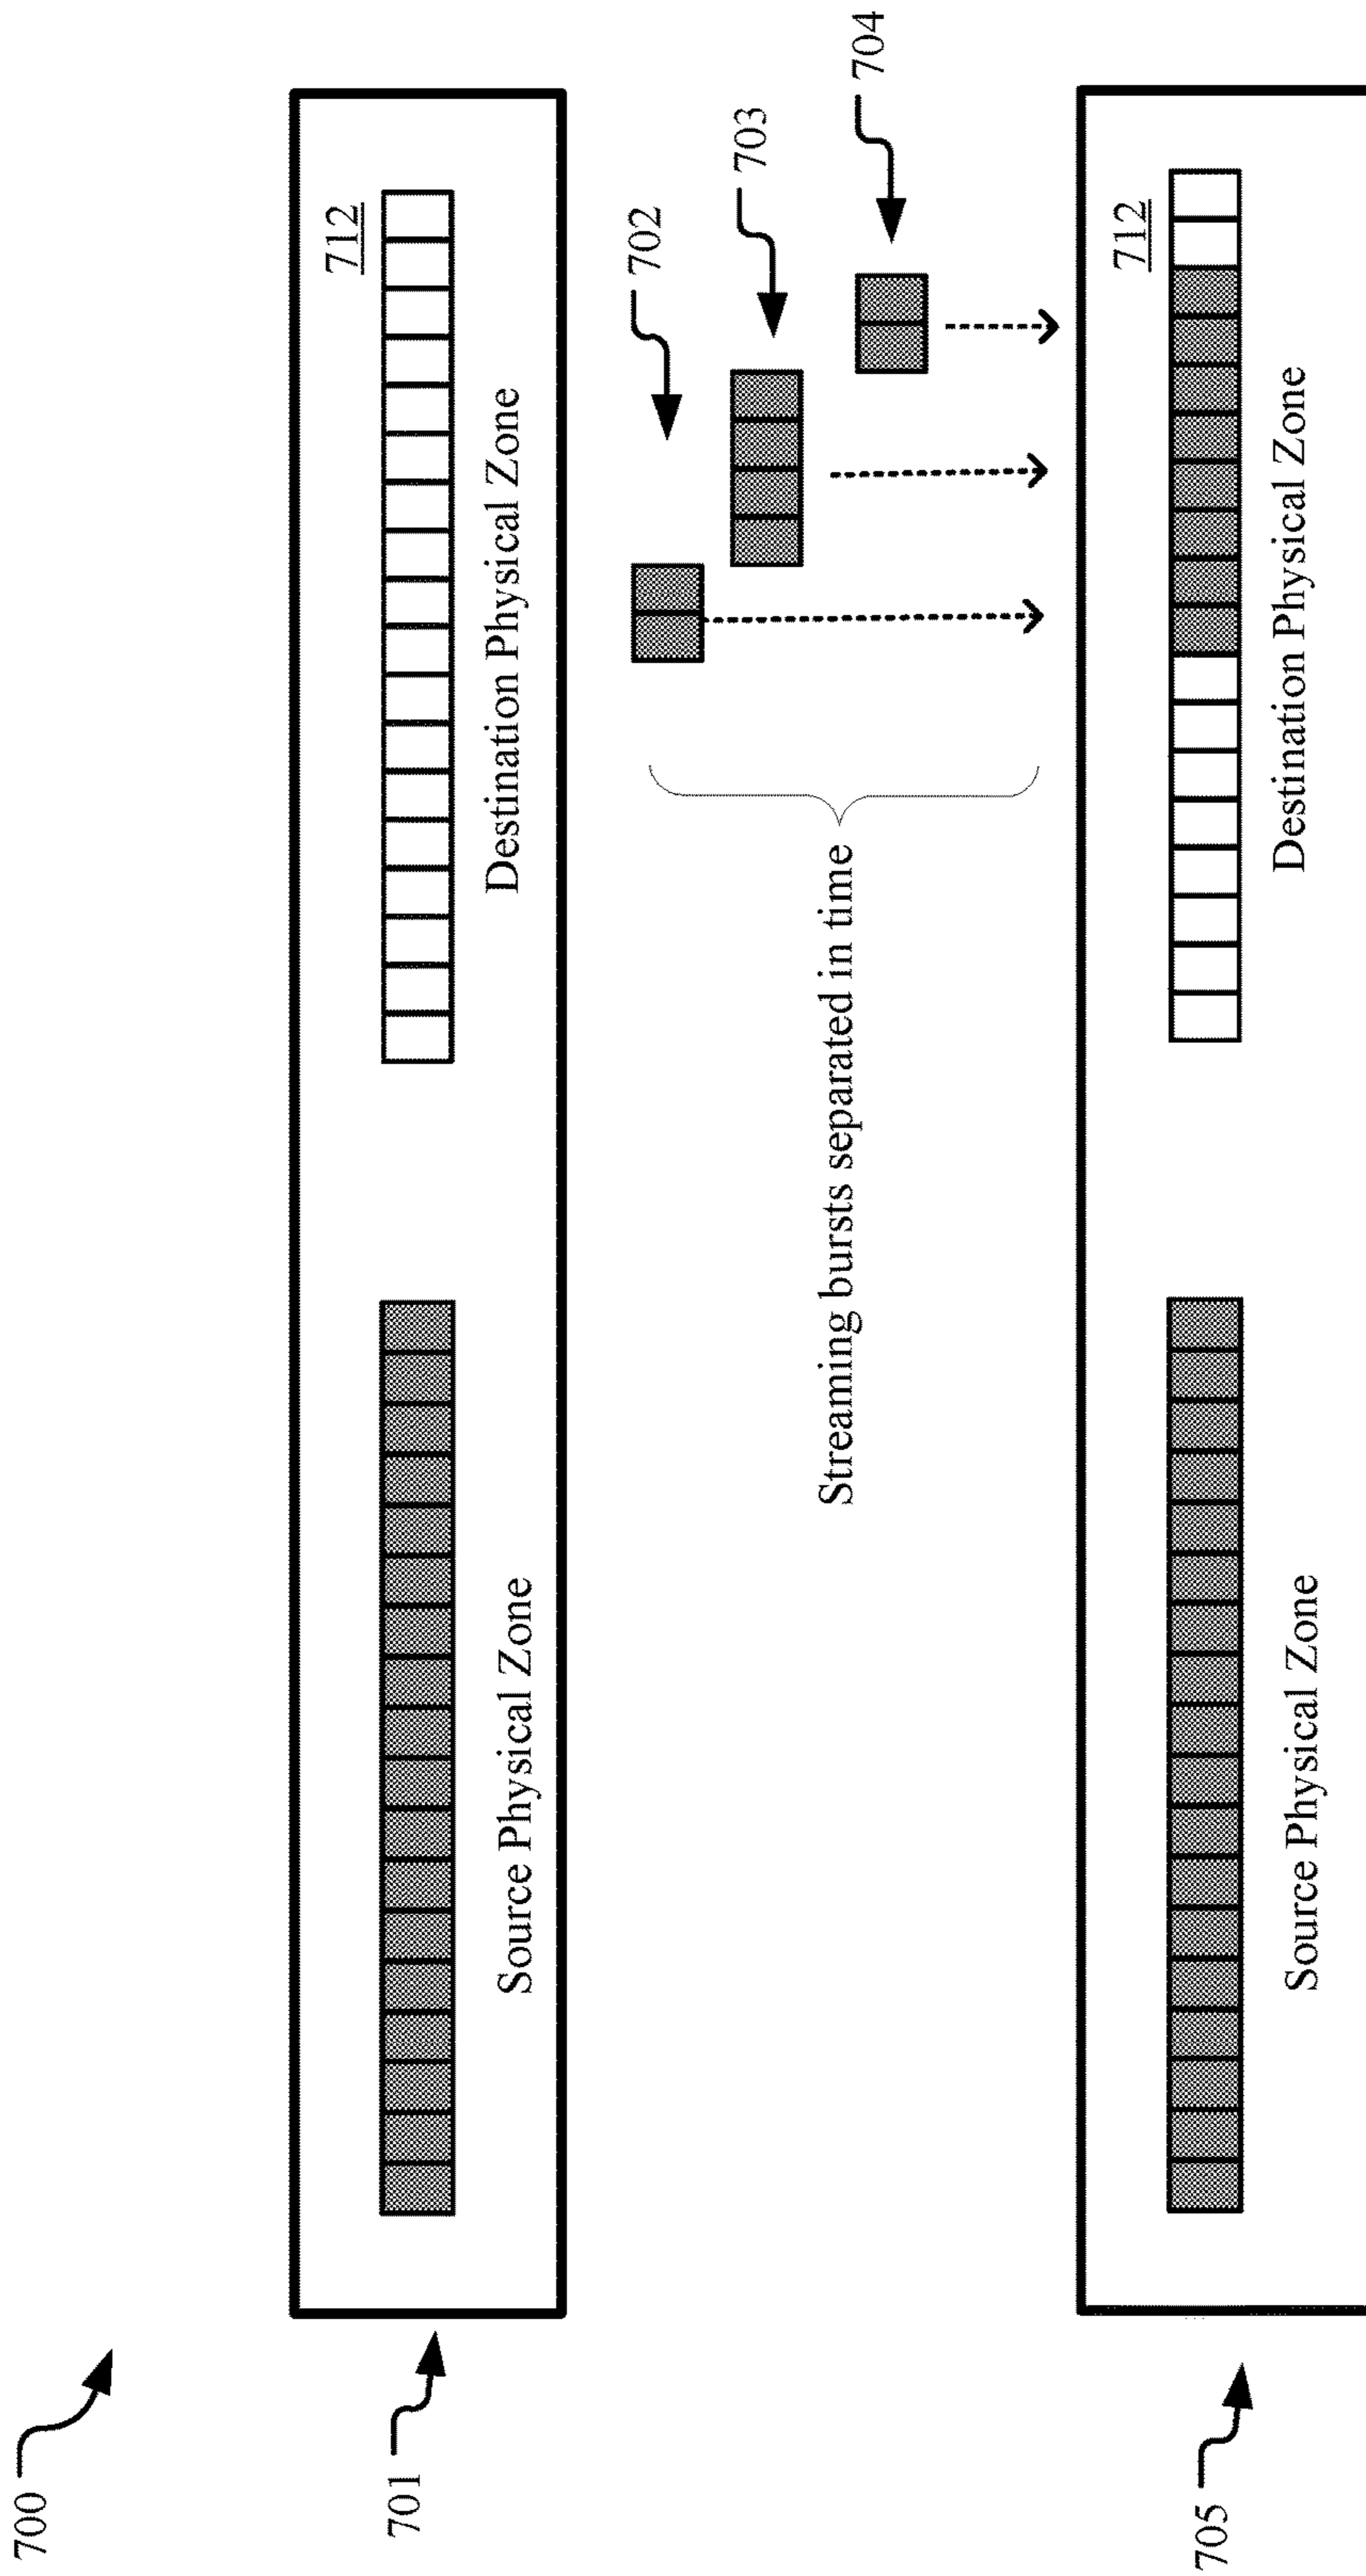 700
701
712
Source Physical Zone
Destination Physical Zone
702
703
704
Streaming bursts separated in time
705
712
Source Physical Zone
Destination Physical Zone